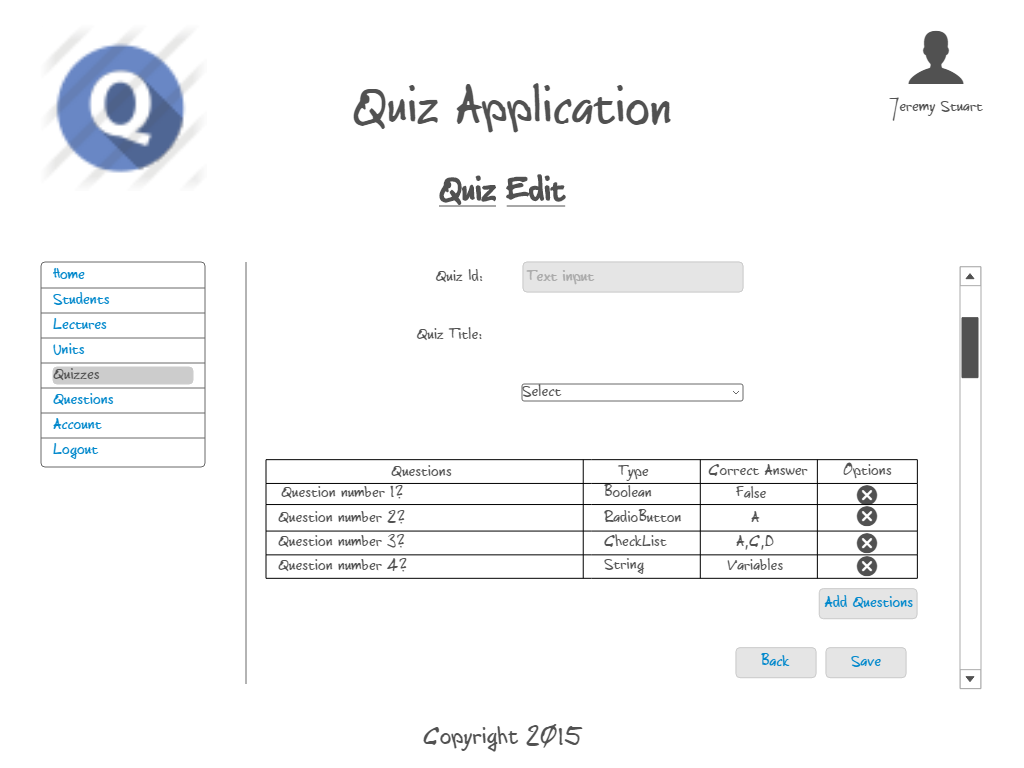 Q
Quiz Application
Jeremy Stuart
Quiz Edit
Home
Students
Lectures
Units
Quizzes
Questions
Account
Logout
Quiz Id: Text input
Quiz Title:
Select
Questions Type Correct Answer Options
Question number 1? Boolean False
Question number 2? RadioButton A
Question number 3? CheckList A,C,D
Question number 4? String Variables
Add Questions
Back Save
Copyright 2015